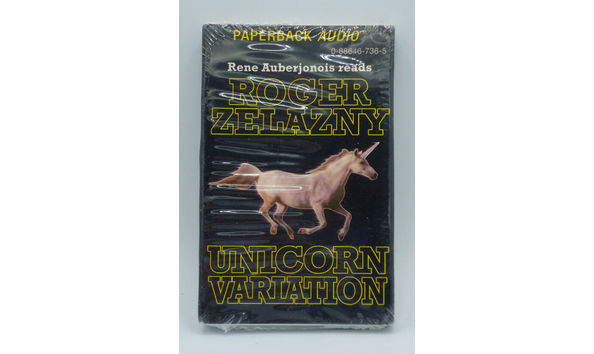 PAPERBACK AUDIO™
0-88646-736-5
Rene Auberjonois reads
ROGER
ZELAZNY
UNICORN
VARIATION